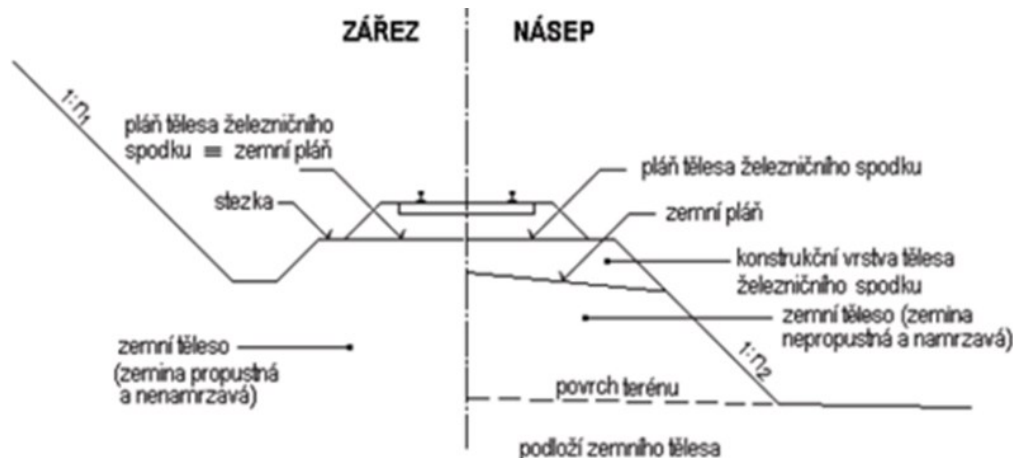 ZÁŘEZ
NÁSEP
1:n₁
pláň tělesa železničního
spodku ≡ zemní pláň
stezka
zemní těleso
(zemina propustná
a nenamrzavá)
pláň tělesa železničního spodku
zemní pláň
konstrukční vrstva tělesa
železničního spodku
zemní těleso (zemina
nepropustná a namrzavá)
1:n₂
povrch terénu
podloží zemního tělesa